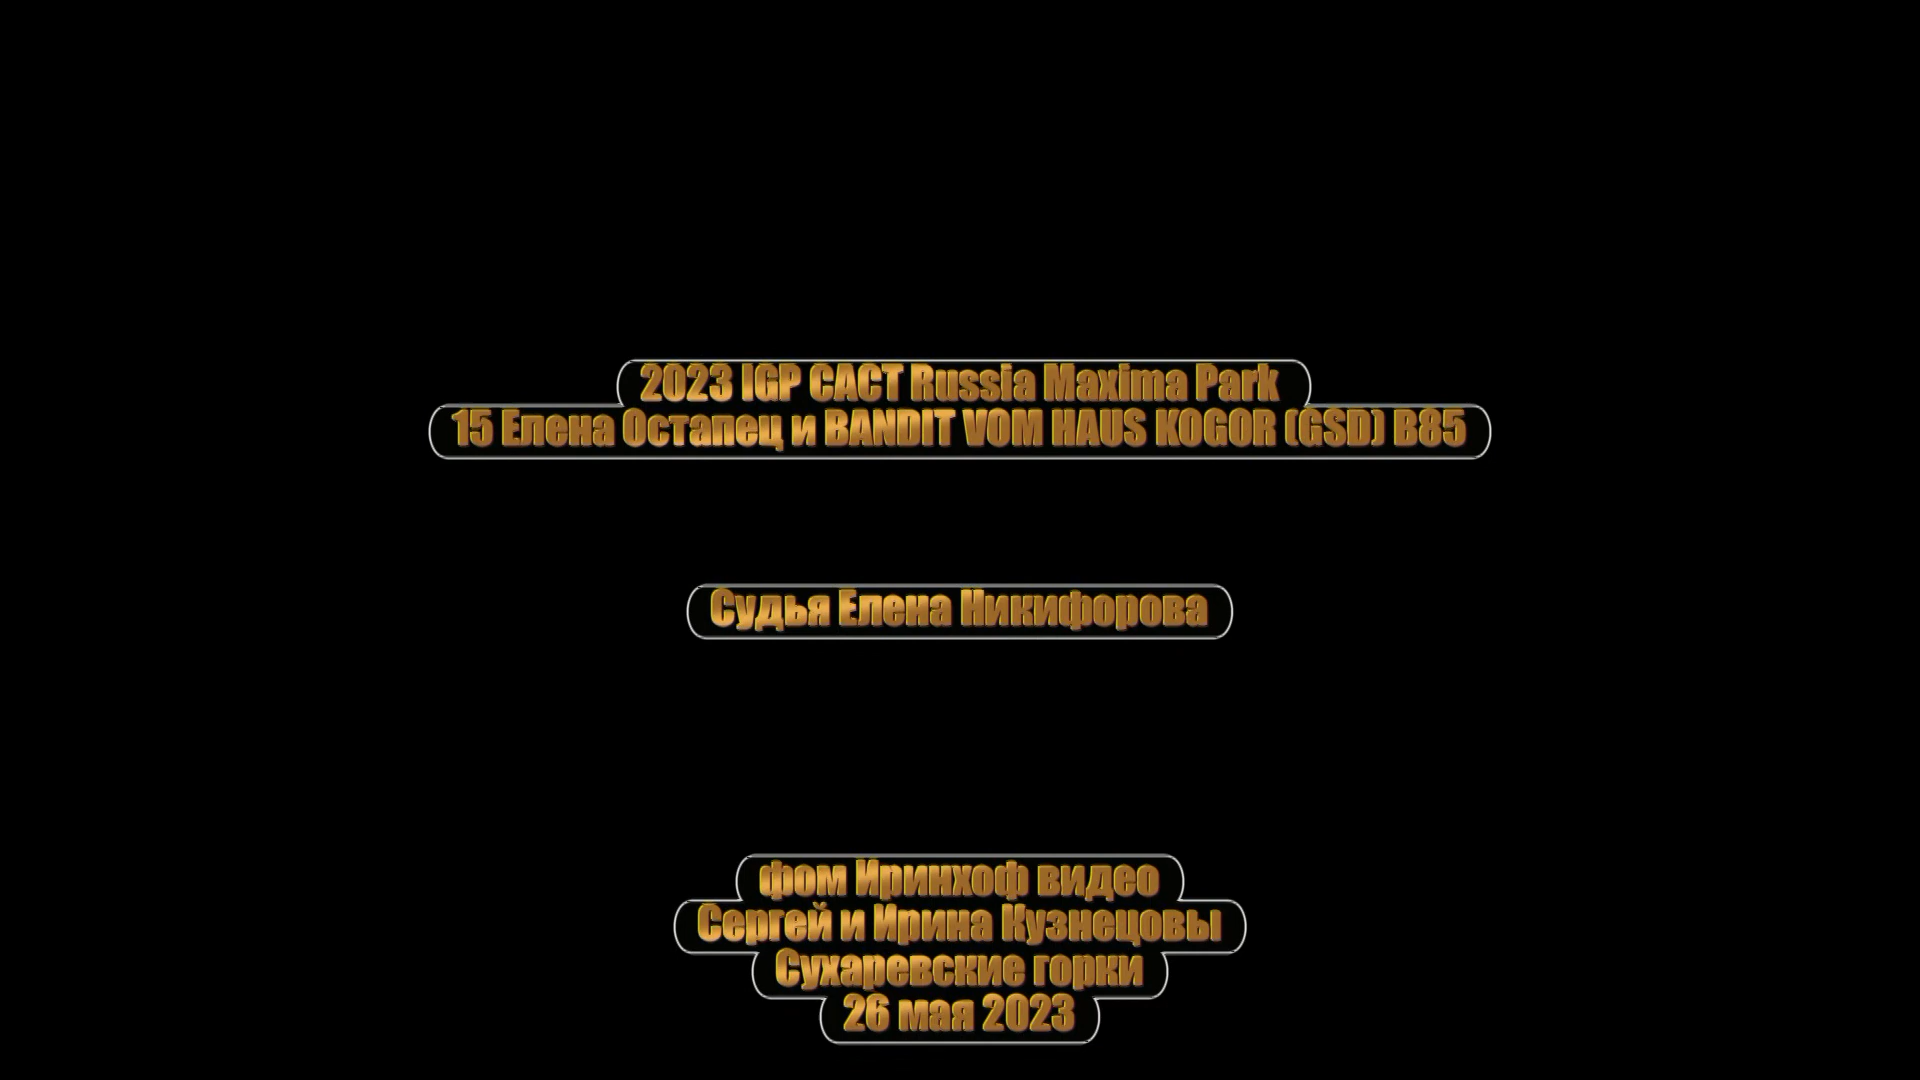 2023 IGP CACT Russia Maxima Park
15 Елена Остапец и BANDIT VOM HAUS KOGOR (GSD) B85
Судья Елена Никифорова
фом Иринхоф видео
Сергей и Ирина Кузнецовы
Сухаревские горки
26 мая 2023